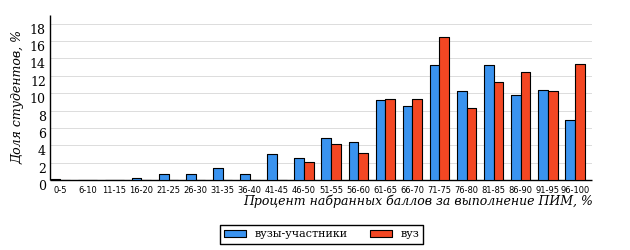 Доля студентов, %
18
16
14
12
10
8
6
4
2
0
0-5 6-10 11-15 16-20 21-25 26-30 31-35 36-40 41-45 46-50 51-55 56-60 61-65 66-70 71-75 76-80 81-85 86-90 91-95 96-100
Процент набранных баллов за выполнение ПИМ, %
вузы-участники вуз